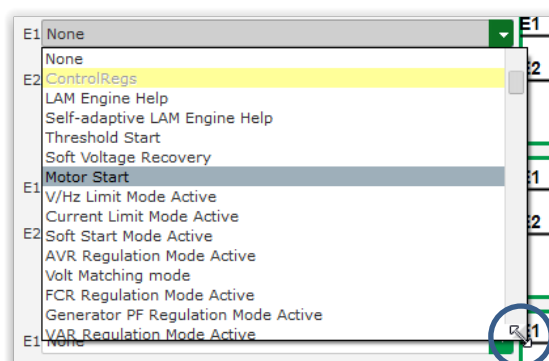 E1 None E1
None
E2 ControlRegs E2
LAM Engine Help
Self-adaptive LAM Engine Help
Threshold Start
Soft Voltage Recovery
E1 Motor Start E1
V/Hz Limit Mode Active
Current Limit Mode Active
E2 Soft Start Mode Active E2
AVR Regulation Mode Active
Volt Matching mode
FCR Regulation Mode Active
Generator PF Regulation Mode Active
VAR Regulation Mode Active E1
E1 None